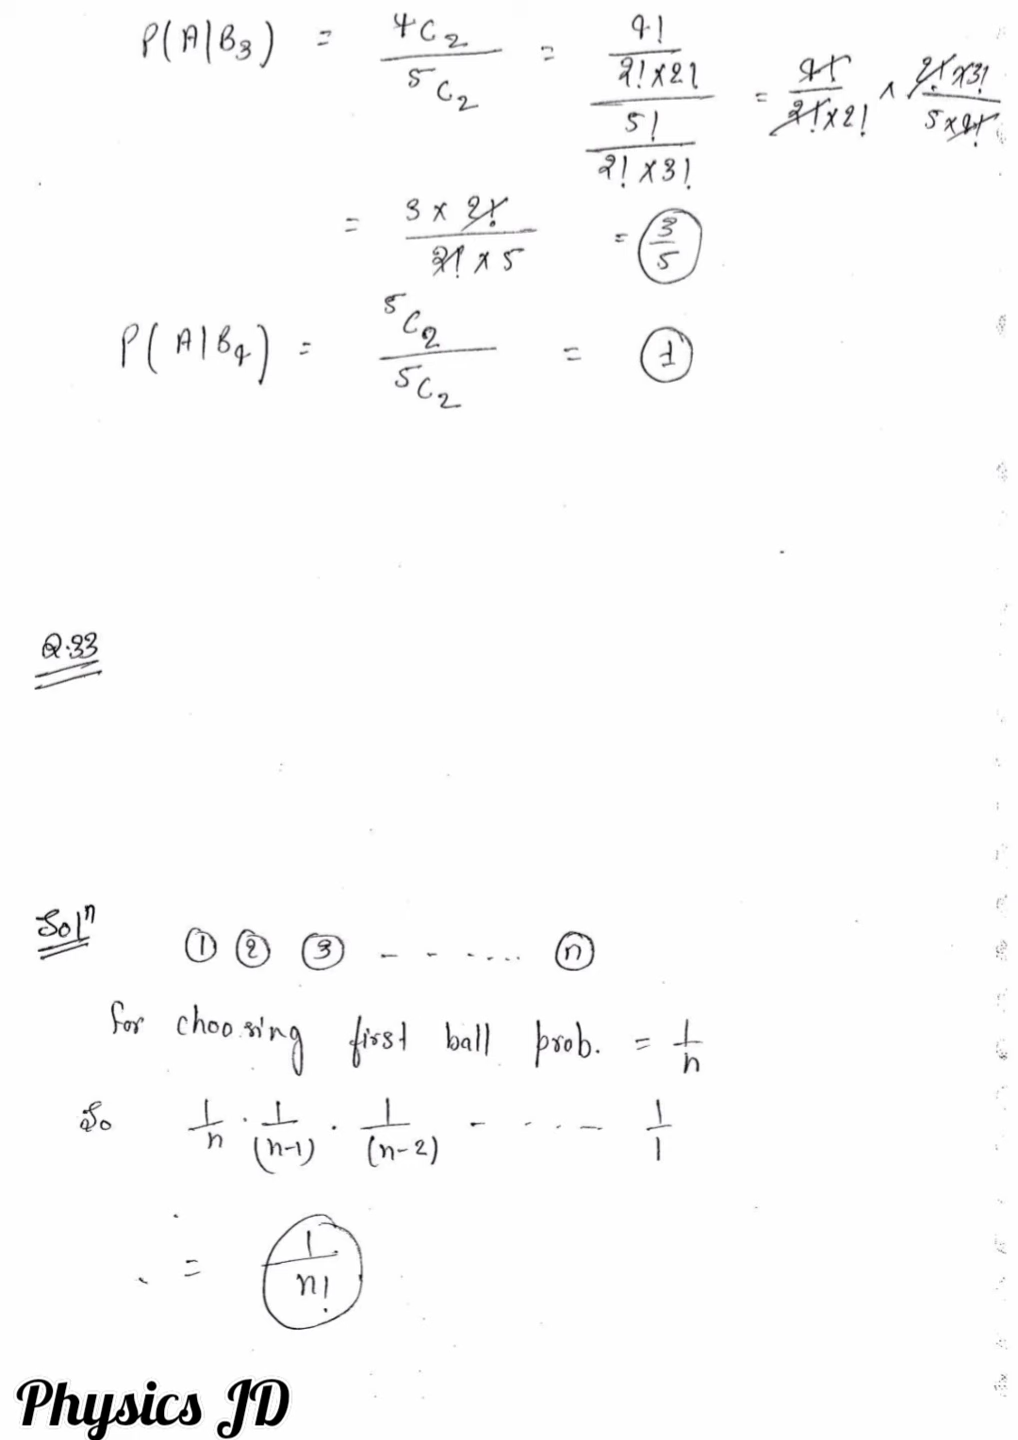 P(A|B3) = 4C2 / 5C2 = (4! / (2! × 2!)) / (5! / (2! × 3!)) = 4! / (2! × 2!) × (2! × 3!) / (5 × 4!)
= (3 × 2!) / (2! × 5) = 3/5
P(A|B4) = 5C2 / 5C2 = 1
Q.33
Solⁿ
① ② ③ - - ..... ⓝ
for choosing first ball prob. = 1/n
So 1/n · 1/(n-1) · 1/(n-2) - ... - 1/1
= 1/n!
Physics JD